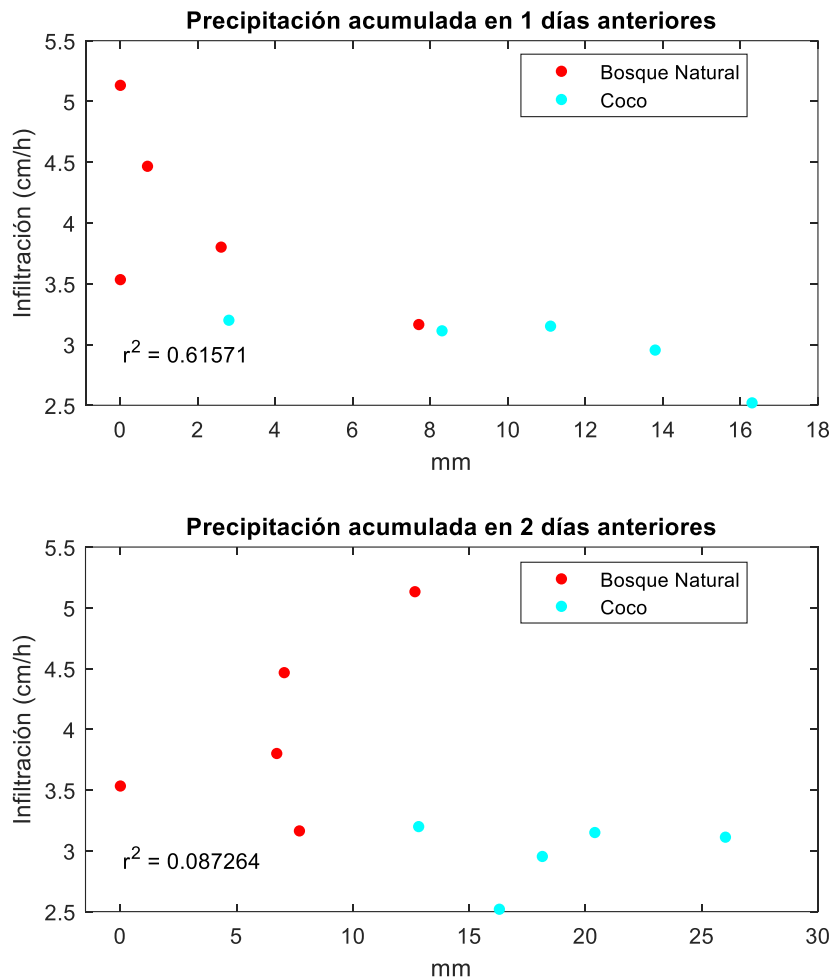 Precipitación acumulada en 1 días anteriores
5.5
5
4.5
4
3.5
3
2.5
Infiltración (cm/h)
Bosque Natural
Coco
r² = 0.61571
0 2 4 6 8 10 12 14 16 18
mm
Precipitación acumulada en 2 días anteriores
5.5
5
4.5
4
3.5
3
2.5
Infiltración (cm/h)
Bosque Natural
Coco
r² = 0.087264
0 5 10 15 20 25 30
mm